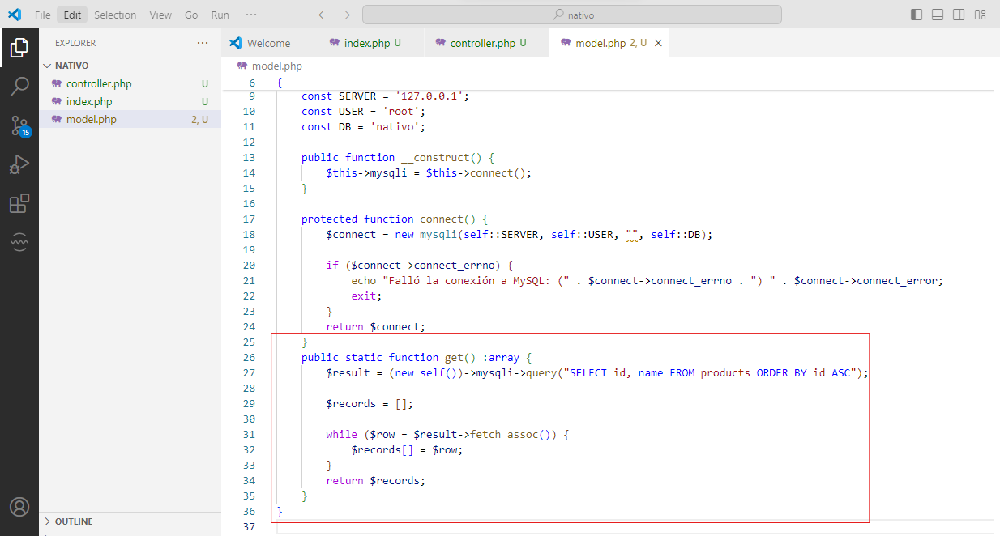 File Edit Selection View Go Run ··· nativo
EXPLORER ···
NATIVO
controller.php U
index.php U
model.php 2, U
OUTLINE
15
Welcome index.php U controller.php U model.php 2, U
model.php
6 {
9 const SERVER = '127.0.0.1';
10 const USER = 'root';
11 const DB = 'nativo';
12
13 public function __construct() {
14 $this->mysqli = $this->connect();
15 }
16
17 protected function connect() {
18 $connect = new mysqli(self::SERVER, self::USER, "", self::DB);
19
20 if ($connect->connect_errno) {
21 echo "Falló la conexión a MySQL: (" . $connect->connect_errno . ") " . $connect->connect_error;
22 exit;
23 }
24 return $connect;
25 }
26 public static function get() :array {
27 $result = (new self())->mysqli->query("SELECT id, name FROM products ORDER BY id ASC");
28
29 $records = [];
30
31 while ($row = $result->fetch_assoc()) {
32 $records[] = $row;
33 }
34 return $records;
35 }
36 }
37